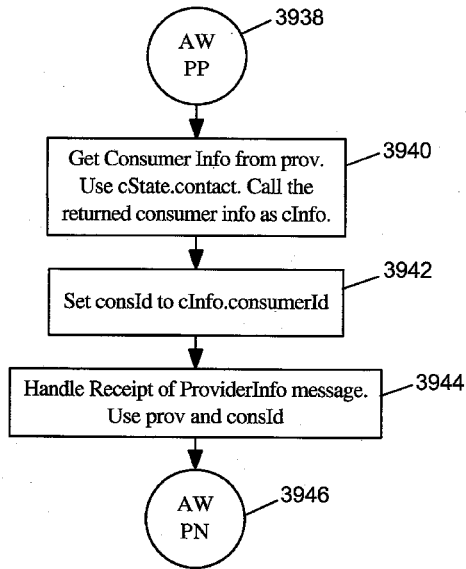 AW
PP
3938
Get Consumer Info from prov.
Use cState.contact. Call the
returned consumer info as cInfo.
3940
Set consId to cInfo.consumerId
3942
Handle Receipt of ProviderInfo message.
Use prov and consId
3944
AW
PN
3946